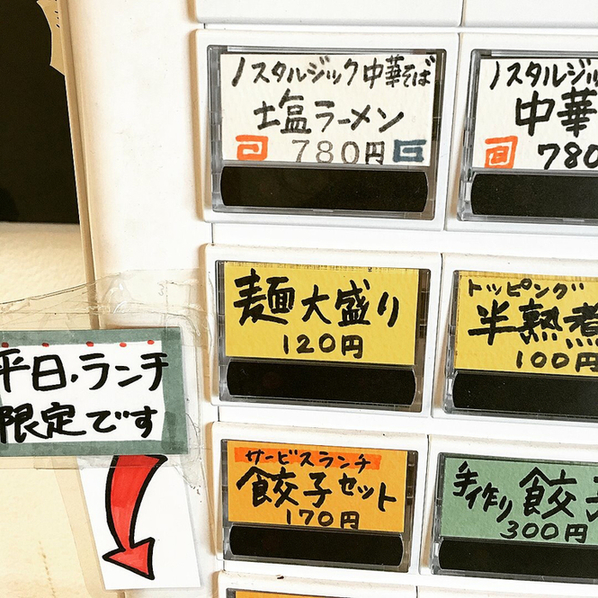 ノスタルジック中華そば
塩ラーメン
780円
ノスタルジッ
中華
780
麺大盛り
120円
トッピング
半熟煮
100円
平日ランチ
限定です
サービスランチ
餃子セット
170円
手作り餃子
300円